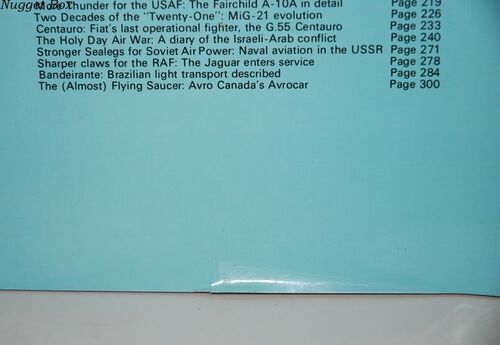 Nugget Box
Thunder for the USAF: The Fairchild A-10A in detail Page 219
Two Decades of the "Twenty-One": MiG-21 evolution Page 226
Centauro: Fiat's last operational fighter, the G.55 Centauro Page 233
The Holy Day Air War: A diary of the Israeli-Arab conflict Page 240
Stronger Sealegs for Soviet Air Power: Naval aviation in the USSR Page 271
Sharper claws for the RAF: The Jaguar enters service Page 278
Bandeirante: Brazilian light transport described Page 284
The (Almost) Flying Saucer: Avro Canada's Avrocar Page 300